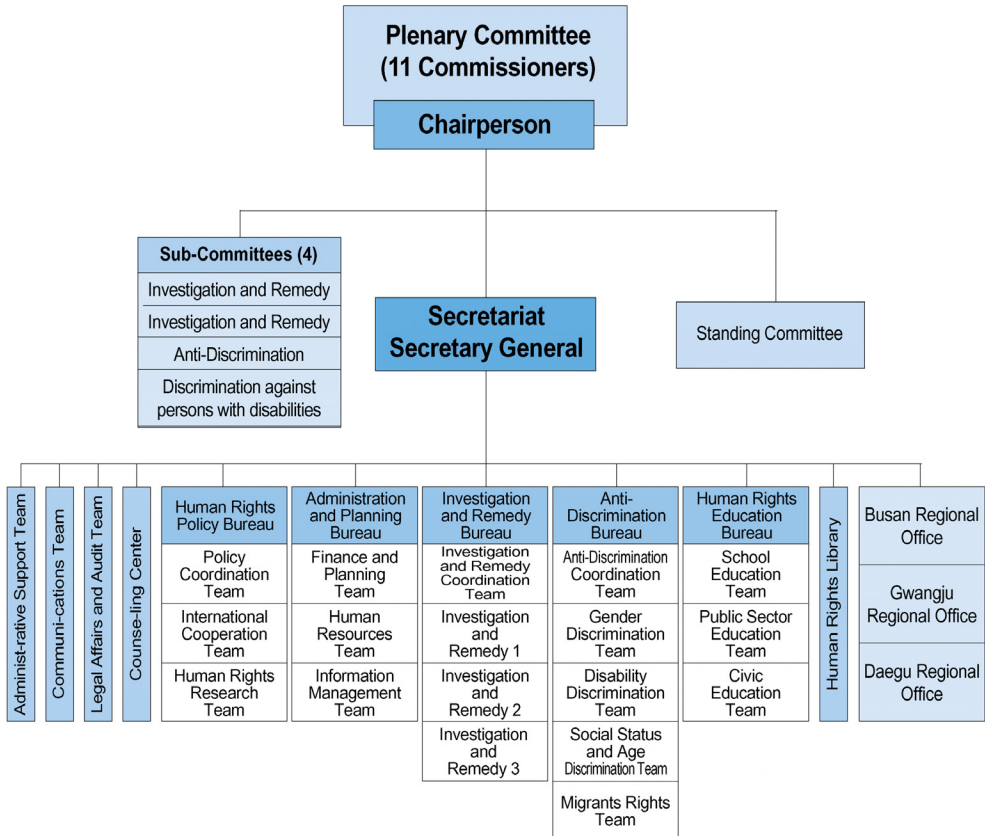 Plenary Committee
(11 Commissioners)
Chairperson
Sub-Committees (4)
Investigation and Remedy
Investigation and Remedy
Anti-Discrimination
Discrimination against
persons with disabilities
Secretariat
Secretary General
Standing Committee
Administ-rative Support Team
Communi-cations Team
Legal Affairs and Audit Team
Counse-ling Center
Human Rights
Policy Bureau
Policy
Coordination
Team
International
Cooperation
Team
Human Rights
Research
Team
Administration
and Planning
Bureau
Finance and
Planning
Team
Human
Resources
Team
Information
Management
Team
Investigation
and Remedy
Bureau
Investigation
and Remedy
Coordination
Team
Investigation
and
Remedy 1
Investigation
and
Remedy 2
Investigation
and
Remedy 3
Anti-
Discrimination
Bureau
Anti-Discrimination
Coordination
Team
Gender
Discrimination
Team
Disability
Discrimination
Team
Social Status
and Age
Discrimination Team
Migrants Rights
Team
Human Rights
Education
Bureau
School
Education
Team
Public Sector
Education
Team
Civic
Education
Team
Human Rights Library
Busan Regional
Office
Gwangju
Regional Office
Daegu Regional
Office